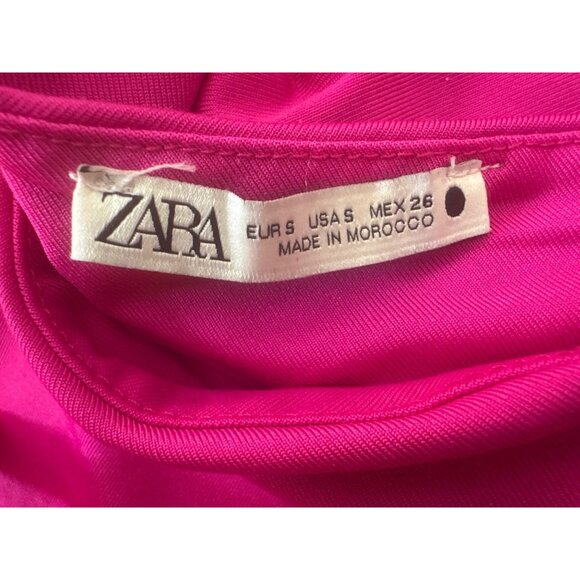 ZARA
EUR S USA S MEX 26
MADE IN MOROCCO